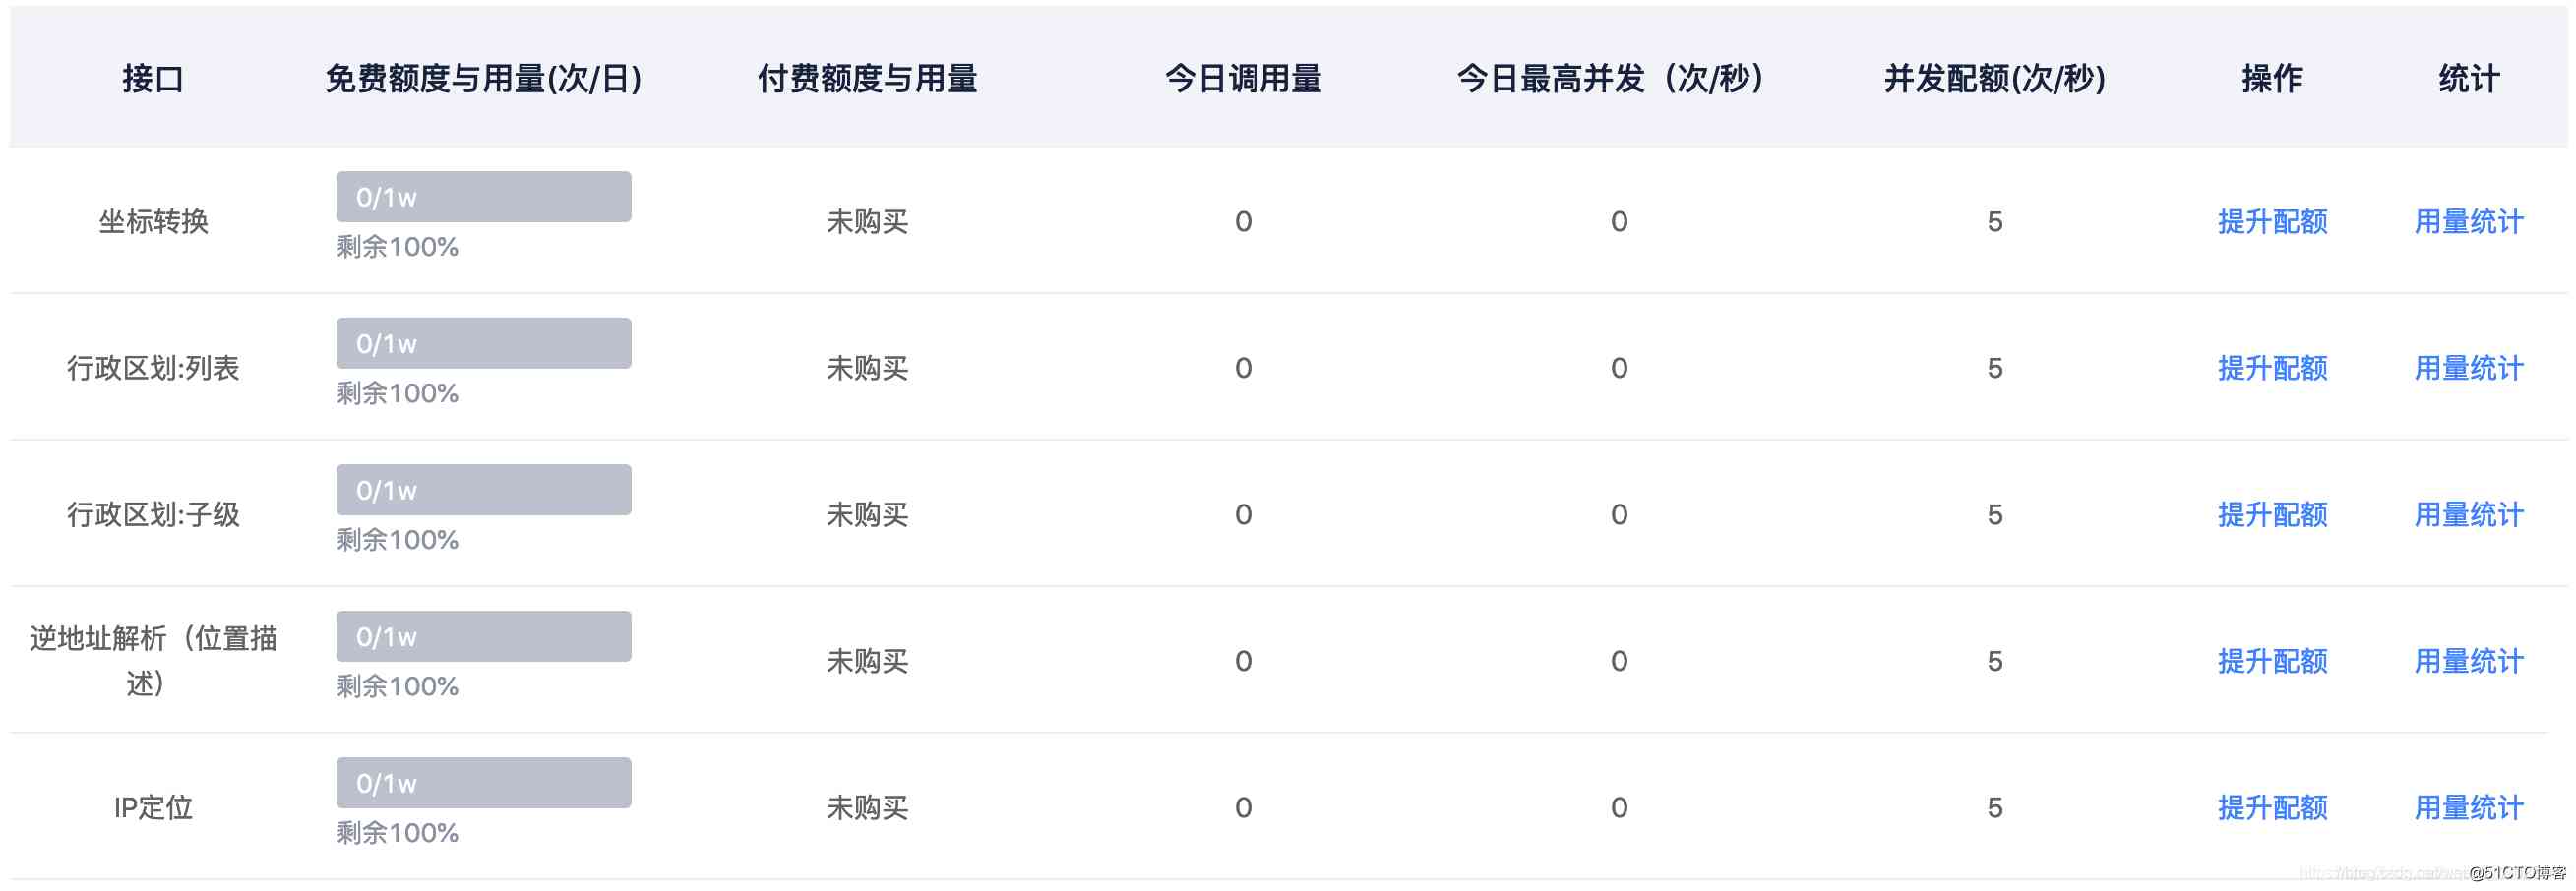 接口 免费额度与用量(次/日) 付费额度与用量 今日调用量 今日最高并发（次/秒） 并发配额(次/秒) 操作 统计
0/1w
坐标转换 未购买 0 0 5 提升配额 用量统计
剩余100%
0/1w
行政区划:列表 未购买 0 0 5 提升配额 用量统计
剩余100%
0/1w
行政区划:子级 未购买 0 0 5 提升配额 用量统计
剩余100%
0/1w
逆地址解析（位置描
述） 未购买 0 0 5 提升配额 用量统计
剩余100%
0/1w
IP定位 未购买 0 0 5 提升配额 用量统计
剩余100%
@51CTO博客